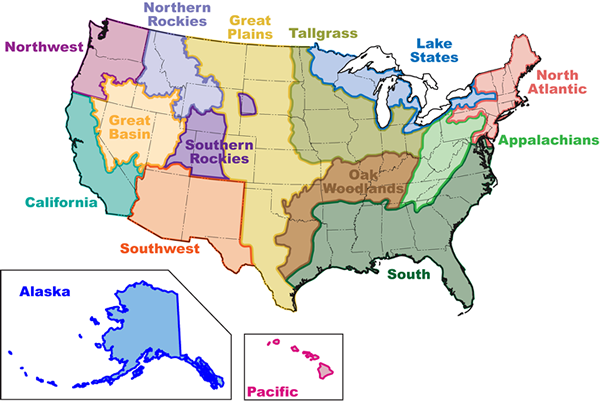 Northern
Rockies
Great
Plains
Tallgrass
Northwest
Lake
States
North
Atlantic
Great
Basin
Southern
Rockies
Appalachians
Oak
Woodlands
California
Southwest
South
Alaska
Pacific